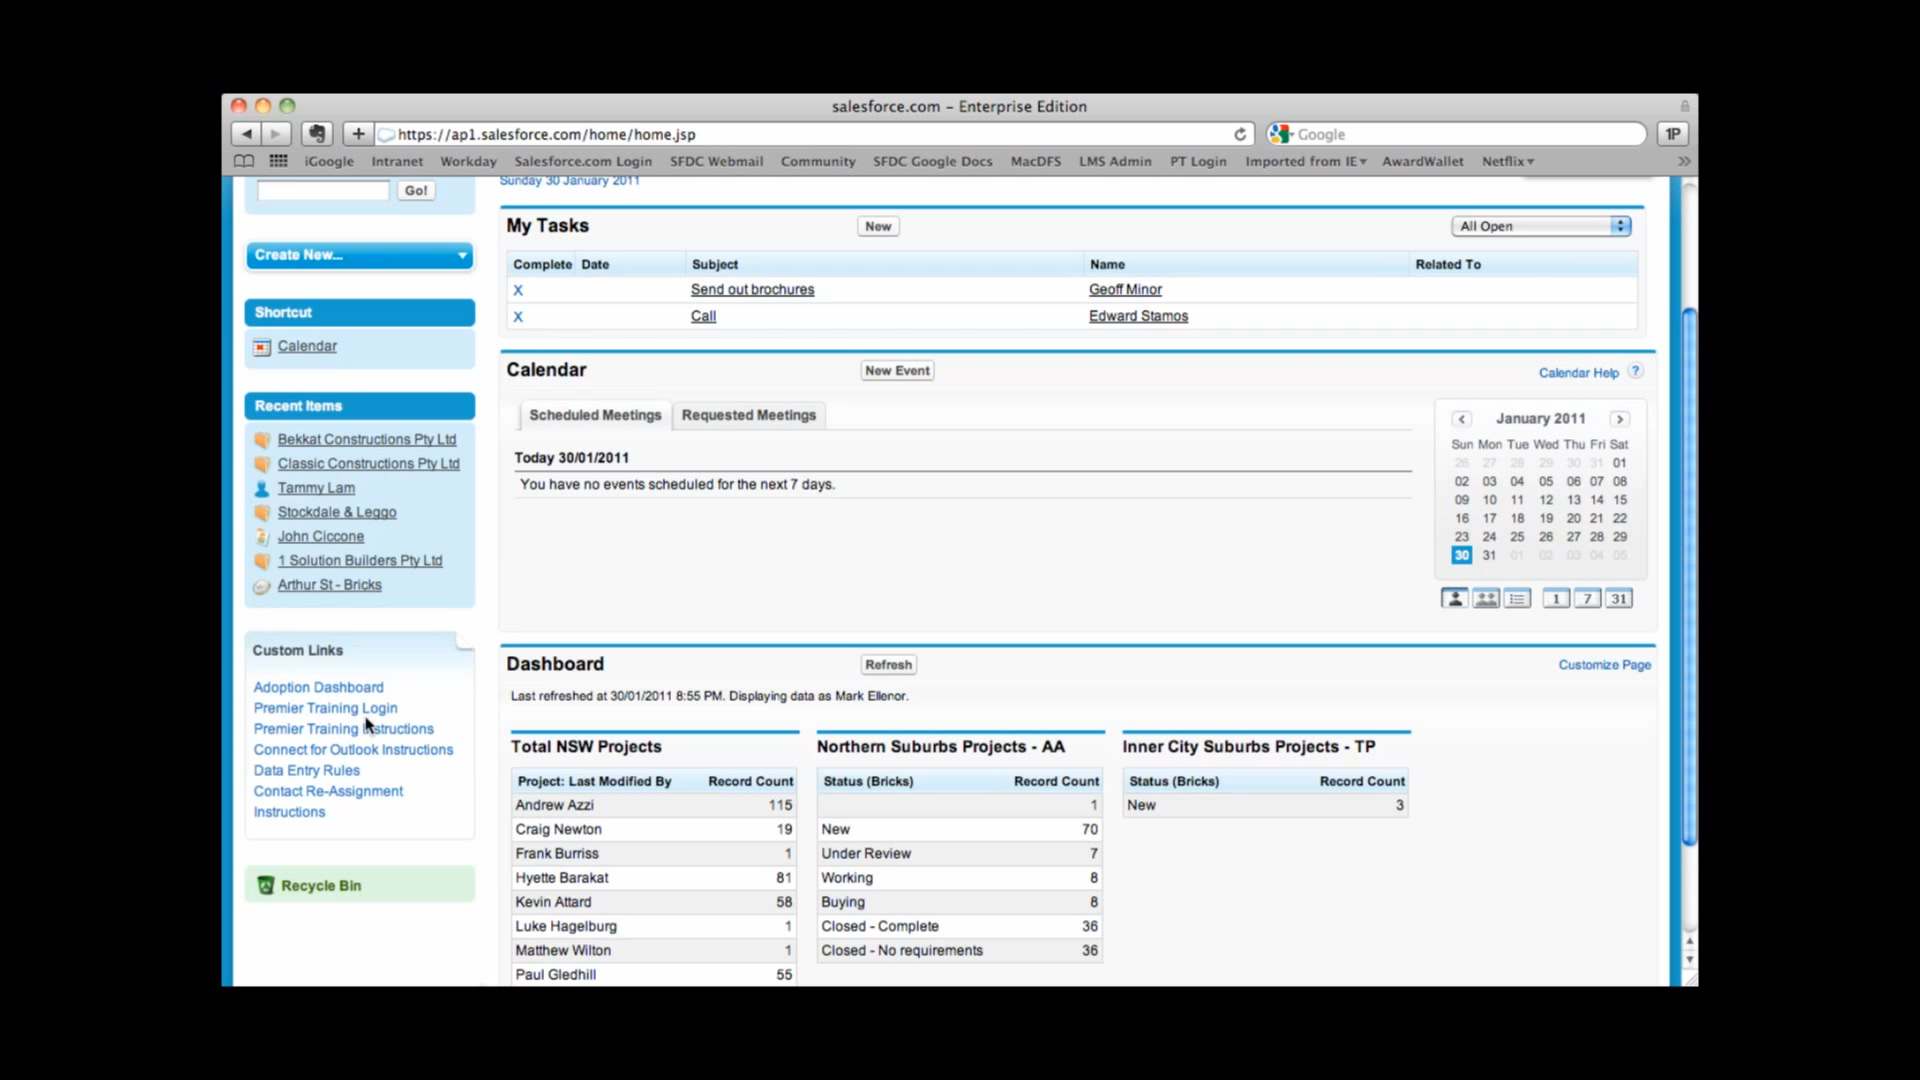 salesforce.com – Enterprise Edition
https://ap1.salesforce.com/home/home.jsp
Google
1P
iGoogle Intranet Workday Salesforce.com Login SFDC Webmail Community SFDC Google Docs MacDFS LMS Admin PT Login Imported from IE▾ AwardWallet Netflix▾ »
Go!
Sunday 30 January 2011
Create New...
Shortcut
Calendar
Recent Items
Bekkat Constructions Pty Ltd
Classic Constructions Pty Ltd
Tammy Lam
Stockdale & Leggo
John Ciccone
1 Solution Builders Pty Ltd
Arthur St - Bricks
Custom Links
Adoption Dashboard
Premier Training Login
Premier Training Instructions
Connect for Outlook Instructions
Data Entry Rules
Contact Re-Assignment
Instructions
Recycle Bin
My Tasks New All Open
Complete Date Subject Name Related To
X Send out brochures Geoff Minor
X Call Edward Stamos
Calendar New Event Calendar Help ?
Scheduled Meetings Requested Meetings
Today 30/01/2011
You have no events scheduled for the next 7 days.
January 2011
Sun Mon Tue Wed Thu Fri Sat
26 27 28 29 30 31 01
02 03 04 05 06 07 08
09 10 11 12 13 14 15
16 17 18 19 20 21 22
23 24 25 26 27 28 29
30 31 01 02 03 04 05
1 7 31
Dashboard Refresh Customize Page
Last refreshed at 30/01/2011 8:55 PM. Displaying data as Mark Ellenor.
Total NSW Projects
Project: Last Modified By Record Count
Andrew Azzi 115
Craig Newton 19
Frank Burriss 1
Hyette Barakat 81
Kevin Attard 58
Luke Hagelburg 1
Matthew Wilton 1
Paul Gledhill 55
Northern Suburbs Projects - AA
Status (Bricks) Record Count
1
New 70
Under Review 7
Working 8
Buying 8
Closed - Complete 36
Closed - No requirements 36
Inner City Suburbs Projects - TP
Status (Bricks) Record Count
New 3